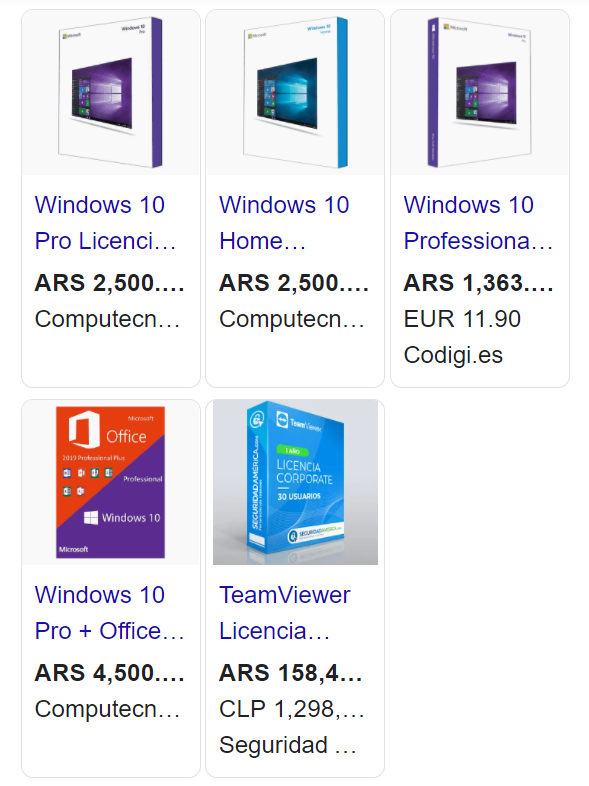 Windows 10
Pro
Windows 10
Home
Windows 10
Pro
Windows 10
Pro Licenci...
ARS 2,500....
Computecn...
Windows 10
Home...
ARS 2,500....
Computecn...
Windows 10
Professiona...
ARS 1,363....
EUR 11.90
Codigi.es
Microsoft
Office
2019 Professional Plus
Professional
Windows 10
Microsoft
TeamViewer
1 AÑO
LICENCIA
CORPORATE
30 USUARIOS
SEGURIDADAMERICA.com
SEGURIDADAMERICA.com
Windows 10
Pro + Office...
ARS 4,500....
Computecn...
TeamViewer
Licencia...
ARS 158,4...
CLP 1,298,...
Seguridad ...